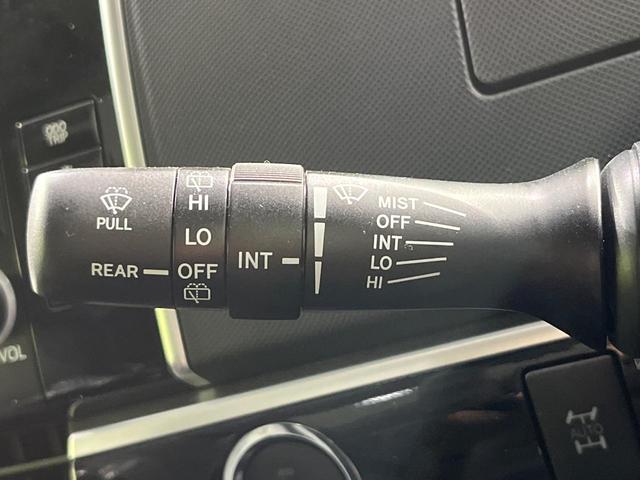 TRIP
VOL
PULL
REAR
HI
LO
OFF
INT
MIST
OFF
INT
LO
HI
AUTO